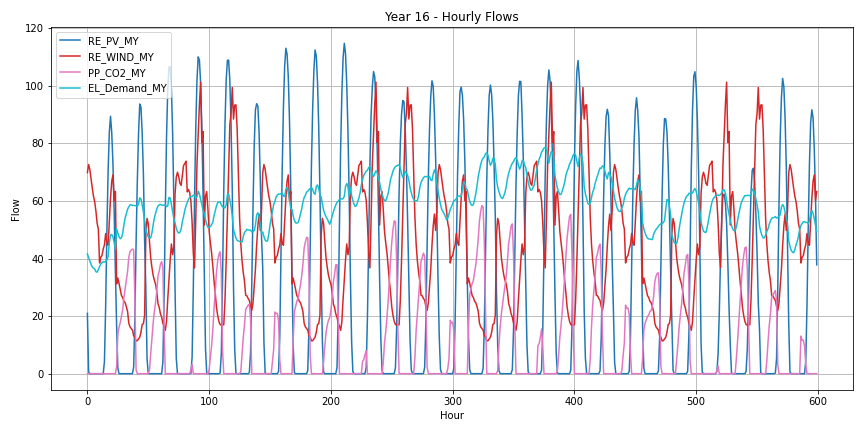 Year 16 - Hourly Flows
RE_PV_MY
RE_WIND_MY
PP_CO2_MY
EL_Demand_MY
120
100
80
60
40
20
0
Flow
0 100 200 300 400 500 600
Hour